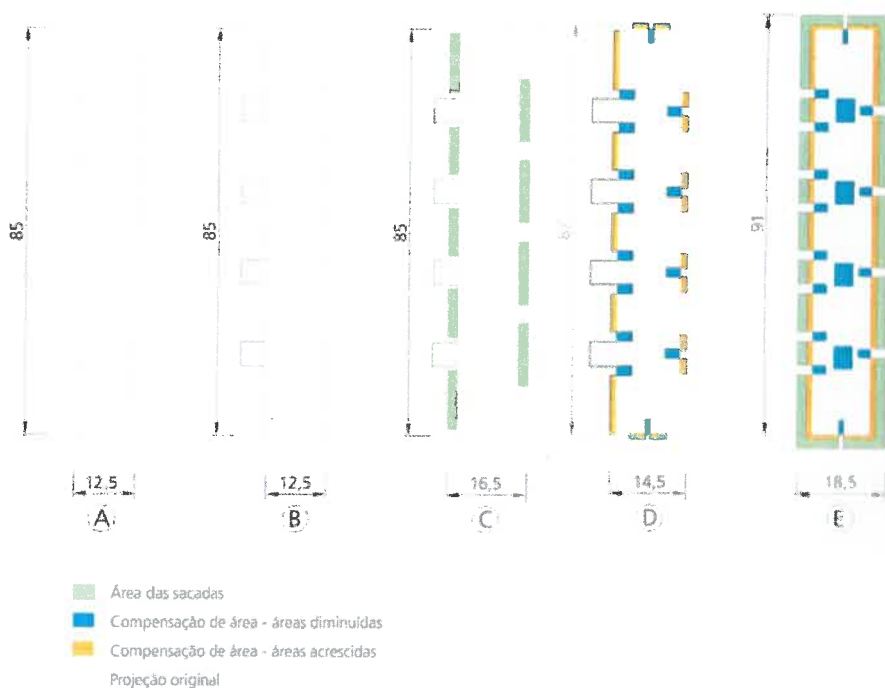 85
85
85
91
12,5
12,5
16,5
14,5
18,5
A
B
C
D
E
Área das sacadas
Compensação de área - áreas diminuídas
Compensação de área - áreas acrescidas
Projeção original